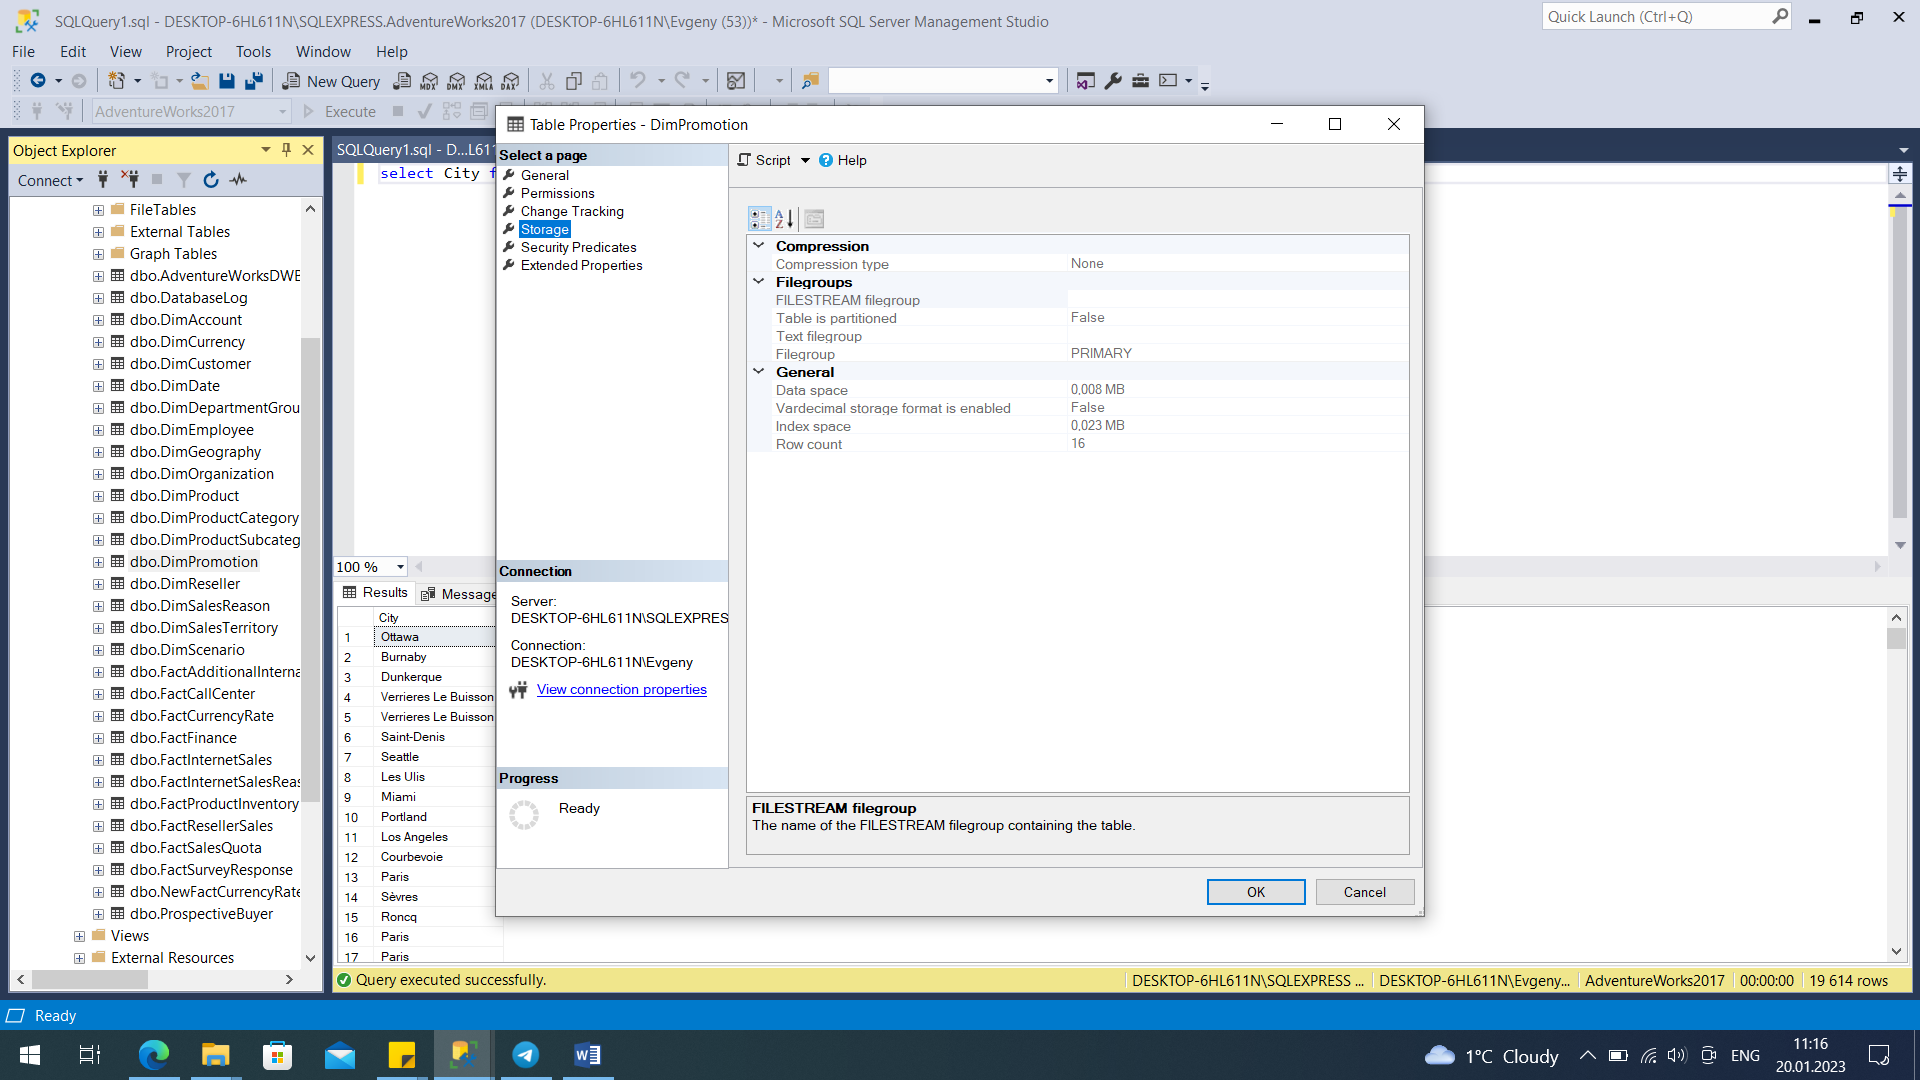 SQLQuery1.sql - DESKTOP-6HL611N\SQLEXPRESS.AdventureWorks2017 (DESKTOP-6HL611N\Evgeny (53))* - Microsoft SQL Server Management Studio
Quick Launch (Ctrl+Q)
File Edit View Project Tools Window Help
New Query MDX DMX XMLA DAX
AdventureWorks2017 Execute
Object Explorer
Connect
FileTables
External Tables
Graph Tables
dbo.AdventureWorksDWE
dbo.DatabaseLog
dbo.DimAccount
dbo.DimCurrency
dbo.DimCustomer
dbo.DimDate
dbo.DimDepartmentGrou
dbo.DimEmployee
dbo.DimGeography
dbo.DimOrganization
dbo.DimProduct
dbo.DimProductCategory
dbo.DimProductSubcateg
dbo.DimPromotion
dbo.DimReseller
dbo.DimSalesReason
dbo.DimSalesTerritory
dbo.DimScenario
dbo.FactAdditionalInterna
dbo.FactCallCenter
dbo.FactCurrencyRate
dbo.FactFinance
dbo.FactInternetSales
dbo.FactInternetSalesReas
dbo.FactProductInventory
dbo.FactResellerSales
dbo.FactSalesQuota
dbo.FactSurveyResponse
dbo.NewFactCurrencyRate
dbo.ProspectiveBuyer
Views
External Resources
SQLQuery1.sql - D...L611
select City f
100 %
Results Message
City
1 Ottawa
2 Burnaby
3 Dunkerque
4 Verrieres Le Buisson
5 Verrieres Le Buisson
6 Saint-Denis
7 Seattle
8 Les Ulis
9 Miami
10 Portland
11 Los Angeles
12 Courbevoie
13 Paris
14 Sèvres
15 Roncq
16 Paris
17 Paris
Table Properties - DimPromotion
Select a page
General
Permissions
Change Tracking
Storage
Security Predicates
Extended Properties
Connection
Server:
DESKTOP-6HL611N\SQLEXPRES
Connection:
DESKTOP-6HL611N\Evgeny
View connection properties
Progress
Ready
Script Help
Compression
Compression type None
Filegroups
FILESTREAM filegroup
Table is partitioned False
Text filegroup
Filegroup PRIMARY
General
Data space 0,008 MB
Vardecimal storage format is enabled False
Index space 0,023 MB
Row count 16
FILESTREAM filegroup
The name of the FILESTREAM filegroup containing the table.
OK Cancel
Query executed successfully. DESKTOP-6HL611N\SQLEXPRESS ... DESKTOP-6HL611N\Evgeny... AdventureWorks2017 00:00:00 19 614 rows
Ready
1°C Cloudy ENG
11:16
20.01.2023